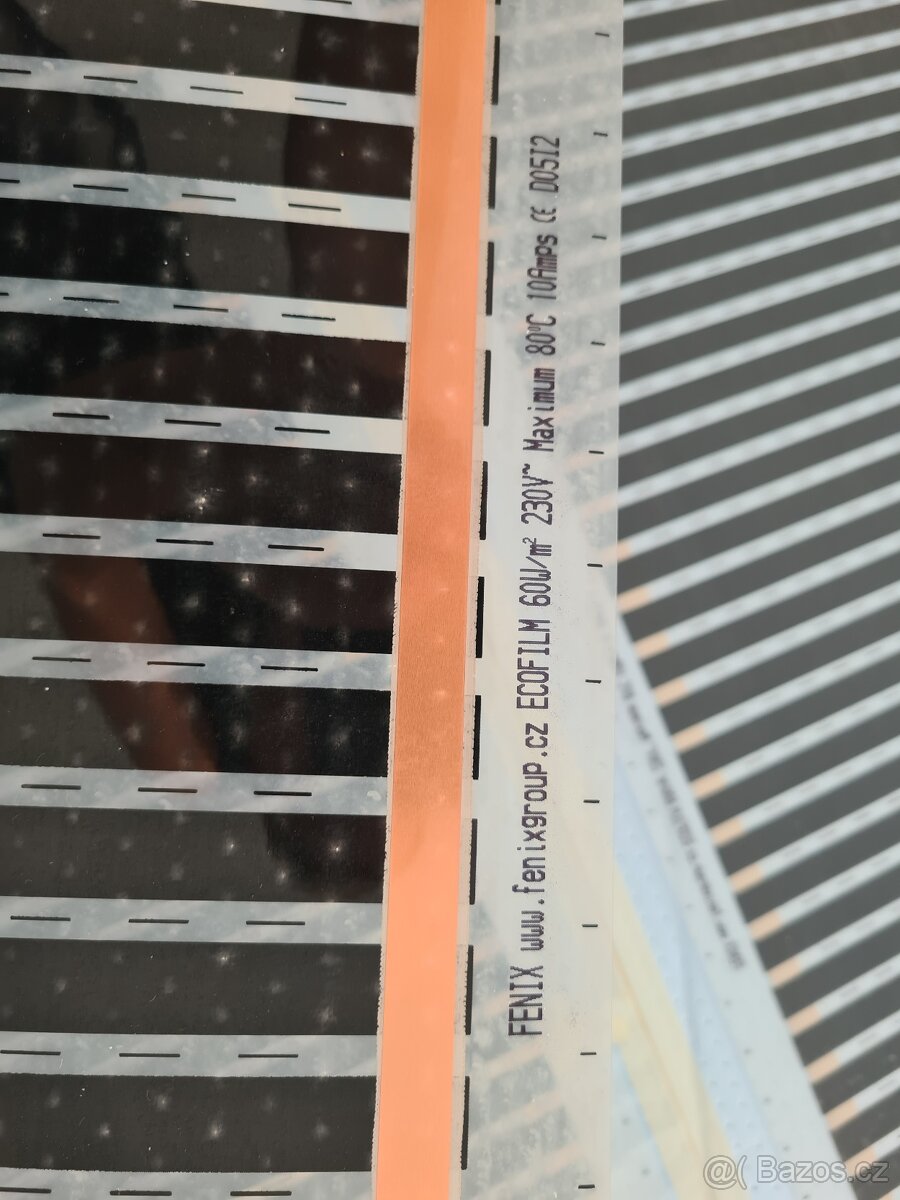 FENIX www.fenixgroup.cz ECOFILM 60W/m² 230V~ Maximum 80°C 10Amps CE D0512
@( Bazos.cz